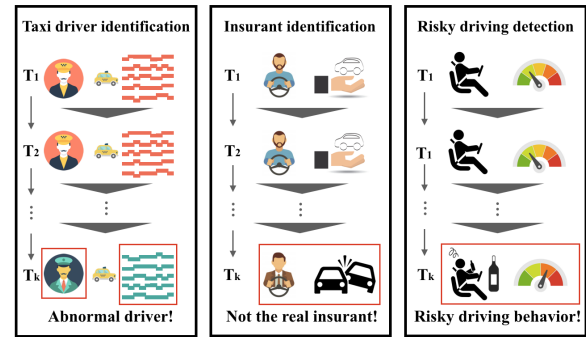 Taxi driver identification
T1
T2
⋮
⋮
Tk
Abnormal driver!
Insurant identification
T1
T2
⋮
⋮
Tk
Not the real insurant!
Risky driving detection
T1
T1
⋮
⋮
Tk
Risky driving behavior!